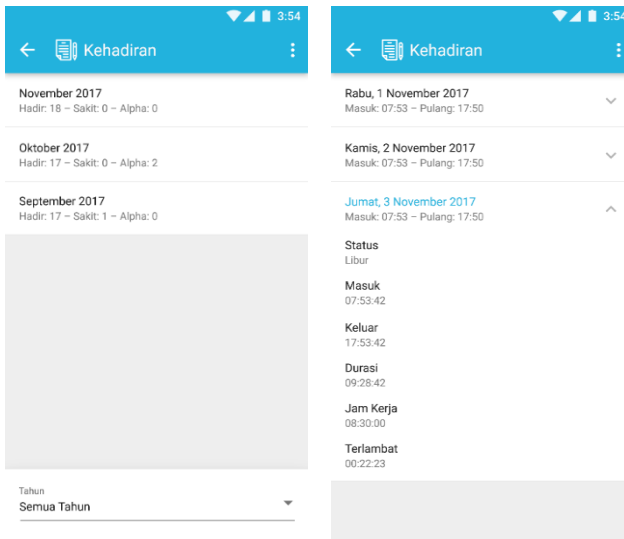 3:54
Kehadiran
November 2017
Hadir: 18 – Sakit: 0 – Alpha: 0
Oktober 2017
Hadir: 17 – Sakit: 0 – Alpha: 2
September 2017
Hadir: 17 – Sakit: 1 – Alpha: 0
Tahun
Semua Tahun
3:54
Kehadiran
Rabu, 1 November 2017
Masuk: 07:53 – Pulang: 17:50
Kamis, 2 November 2017
Masuk: 07:53 – Pulang: 17:50
Jumat, 3 November 2017
Masuk: 07:53 – Pulang: 17:50
Status
Libur
Masuk
07:53:42
Keluar
17:53:42
Durasi
09:28:42
Jam Kerja
08:30:00
Terlambat
00:22:23